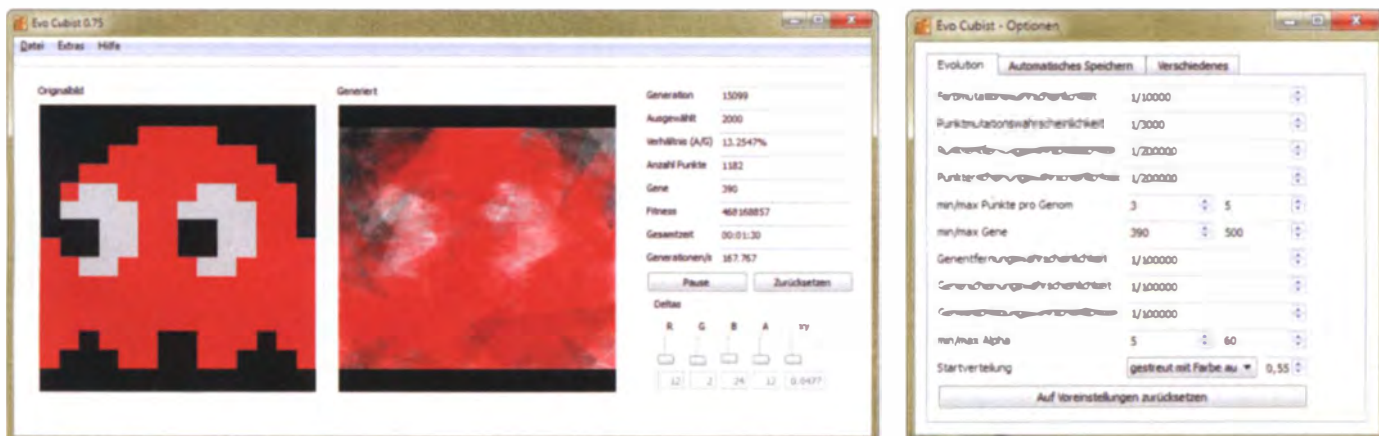 Evo Cubist 0.75
Datei Extras Hilfe
Originalbild
Generiert
Generation 15099
Ausgewählt 2000
Verhältnis (A/G) 13.2547%
Anzahl Punkte 1182
Gene 390
Fitness 468168857
Gesamtzeit 00:01:30
Generationen/s 167.767
Pause Zurücksetzen
Deltas
R G B A xy
12 2 24 12 0.0477
Evo Cubist - Optionen
Evolution Automatisches Speichern Verschiedenes
1/10000
Punktmutationswahrscheinlichkeit 1/3000
1/200000
1/200000
min/max Punkte pro Genom 3 5
min/max Gene 390 500
1/100000
1/100000
1/100000
min/max Alpha 5 60
Startverteilung gestreut mit Farbe au 0,55
Auf Voreinstellungen zurücksetzen